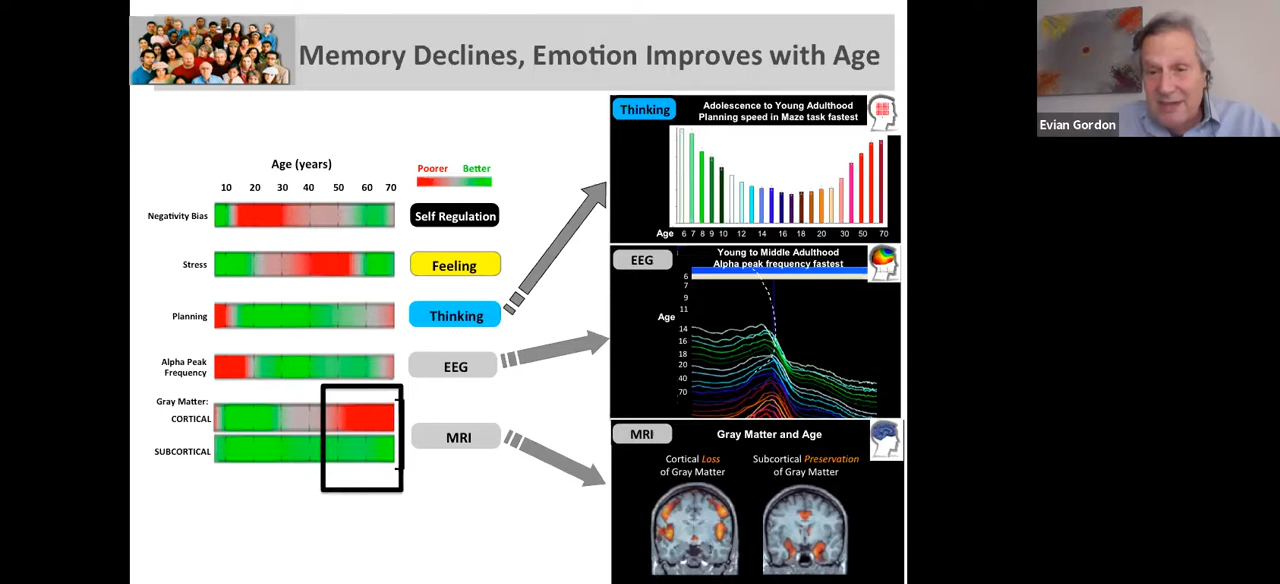 Memory Declines, Emotion Improves with Age
Evian Gordon
Age (years)
10 20 30 40 50 60 70
Poorer Better
Negativity Bias
Self Regulation
Stress
Feeling
Planning
Thinking
Alpha Peak
Frequency
EEG
Gray Matter:
CORTICAL
SUBCORTICAL
MRI
Thinking
Adolescence to Young Adulthood
Planning speed in Maze task fastest
Age 6 7 8 9 10 12 14 16 18 20 30 50 70
EEG
Young to Middle Adulthood
Alpha peak frequency fastest
6
7
9
11
Age
14
16
18
20
40
70
MRI
Gray Matter and Age
Cortical Loss
of Gray Matter
Subcortical Preservation
of Gray Matter